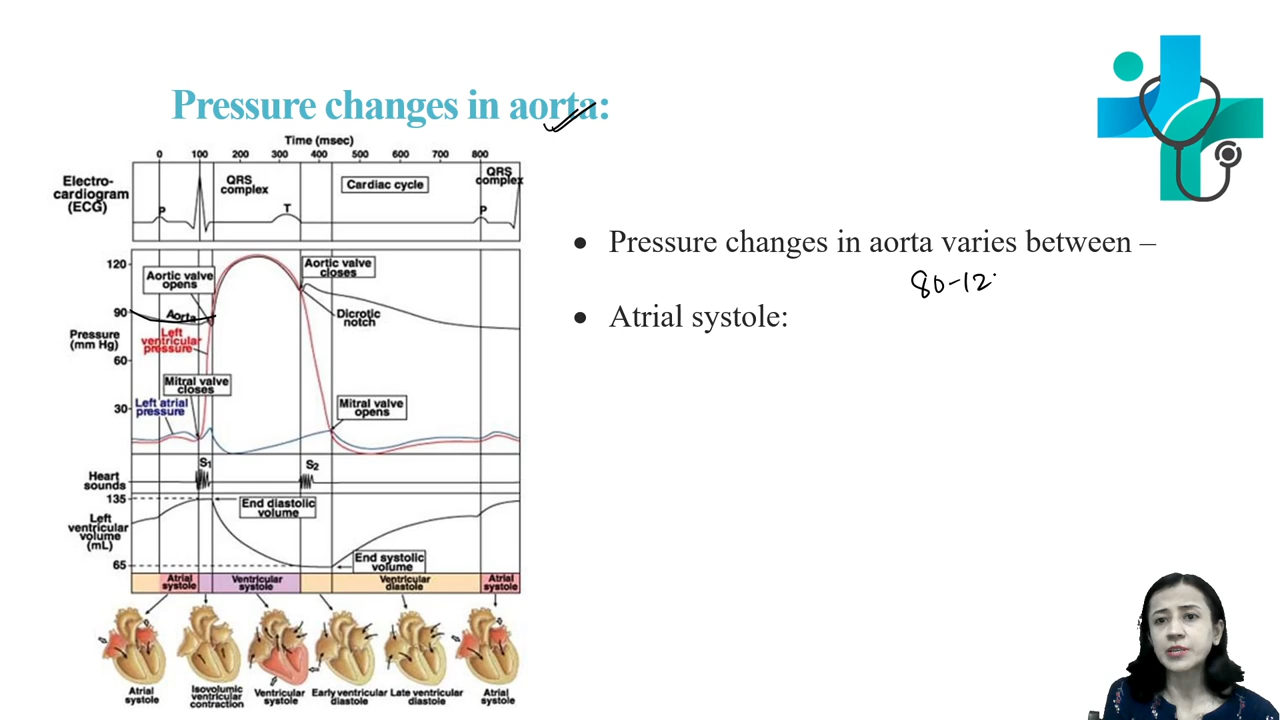 Pressure changes in aorta:
Time (msec)
0 100 200 300 400 500 600 700 800
Electro-
cardiogram
(ECG)
P
QRS
complex
T
Cardiac cycle
QRS
complex
P
120
Aortic valve
opens
Aortic valve
closes
90
Aorta
Dicrotic
notch
Pressure
(mm Hg)
Left
ventricular
pressure
60
Mitral valve
closes
30
Left atrial
pressure
Mitral valve
opens
Heart
sounds
S1
S2
135
End diastolic
volume
Left
ventricular
volume
(mL)
65
End systolic
volume
Atrial
systole
Ventricular
systole
Ventricular
diastole
Atrial
systole
Atrial
systole
Isovolumic
ventricular
contraction
Ventricular
systole
Early ventricular
diastole
Late ventricular
diastole
Atrial
systole
• Pressure changes in aorta varies between –
80-12
• Atrial systole: